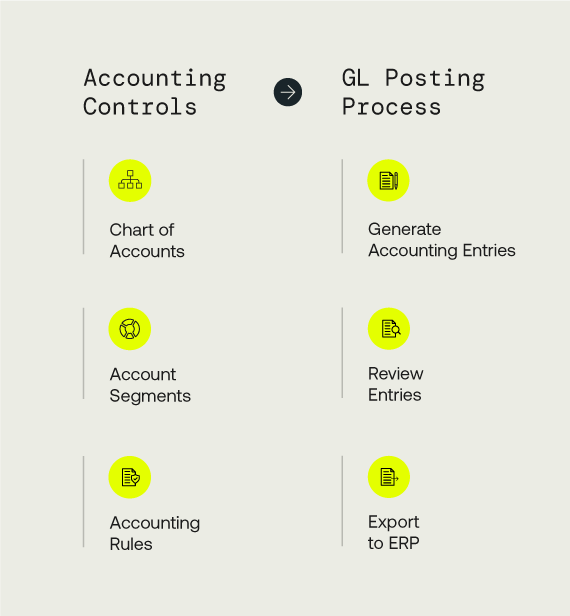 Accounting
Controls
GL Posting
Process
Chart of
Accounts
Generate
Accounting Entries
Account
Segments
Review
Entries
Accounting
Rules
Export
to ERP